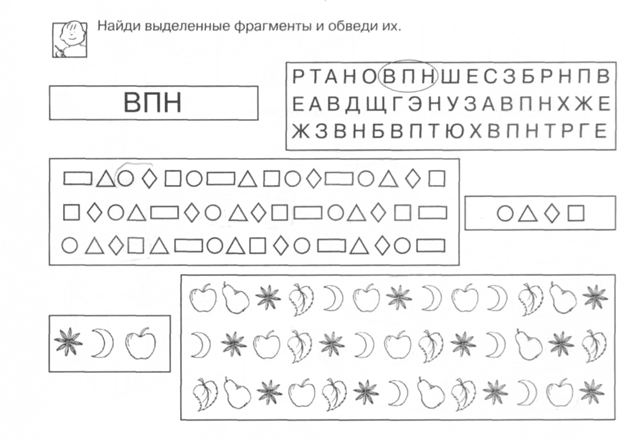 Найди выделенные фрагменты и обведи их.
ВПН
РТАНОВПНШЕСЗБРНПВ
ЕАВДЩГЭНУЗАВПНХЖЕ
ЖЗВНБВПТЮХВПНТРГЕ